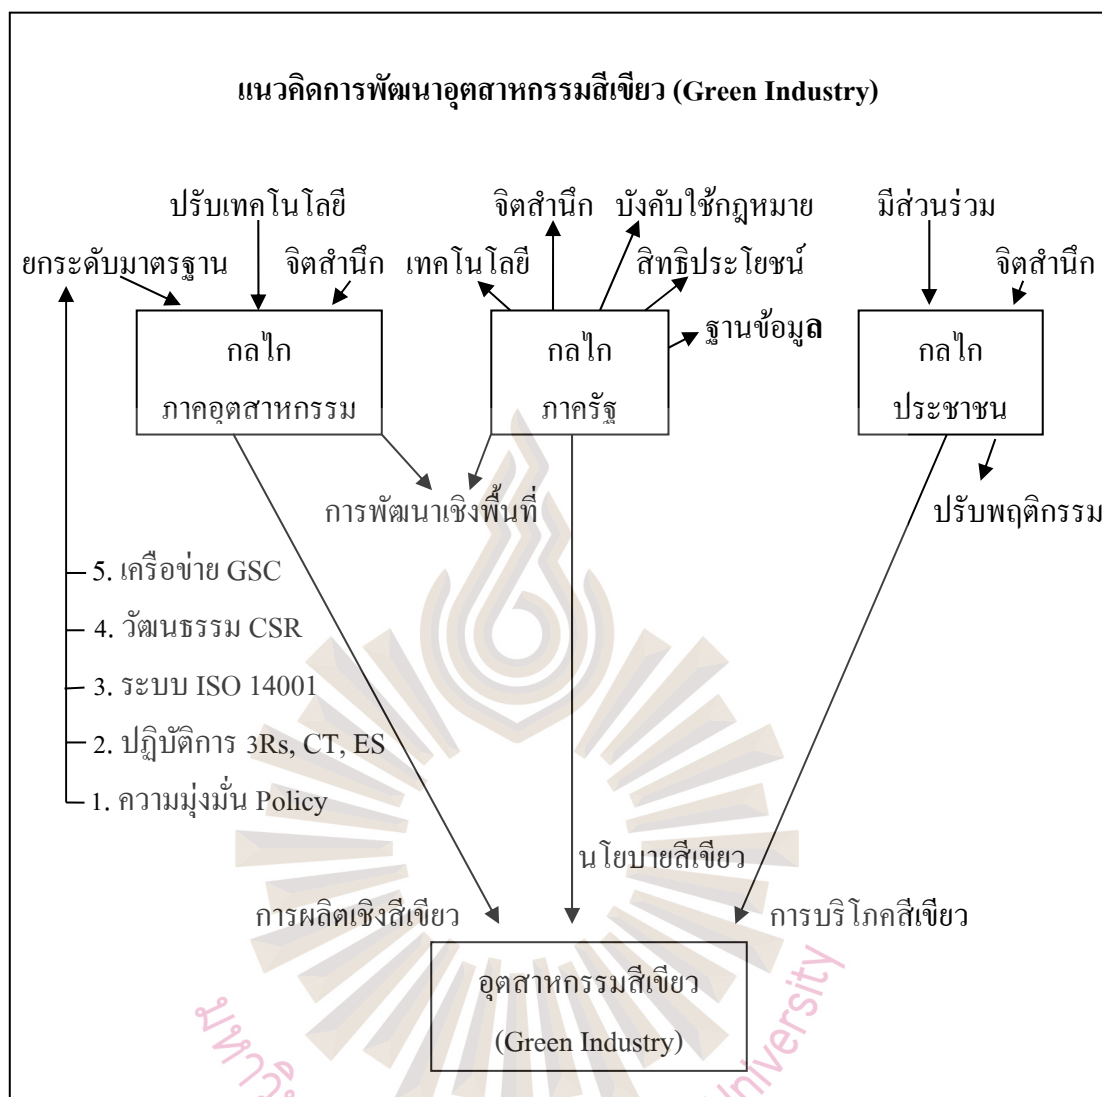 แนวคิดการพัฒนาอุตสาหกรรมสีเขียว (Green Industry)
ปรับเทคโนโลยี
จิตสำนึก
บังคับใช้กฎหมาย
มีส่วนร่วม
ยกระดับมาตรฐาน
จิตสำนึก
เทคโนโลยี
สิทธิประโยชน์
จิตสำนึก
ฐานข้อมูล
กลไก
ภาคอุตสาหกรรม
กลไก
ภาครัฐ
กลไก
ประชาชน
การพัฒนาเชิงพื้นที่
ปรับพฤติกรรม
5. เครือข่าย GSC
4. วัฒนธรรม CSR
3. ระบบ ISO 14001
2. ปฏิบัติการ 3Rs, CT, ES
1. ความมุ่งมั่น Policy
นโยบายสีเขียว
การผลิตเชิงสีเขียว
การบริโภคสีเขียว
อุตสาหกรรมสีเขียว
(Green Industry)
University